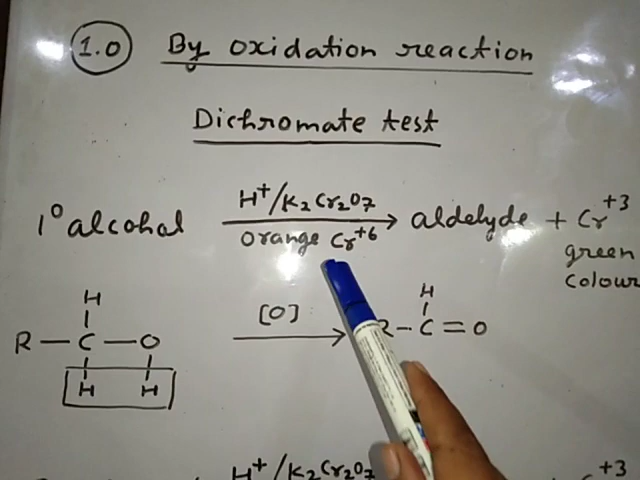 1.0 By oxidation reaction
Dichromate test
1° alcohal H⁺/K₂Cr₂O₇ → aldelyde + Cr⁺³
orange Cr⁺⁶ green
colour
H H
R — C — O [O] → R — C = O
H H
H⁺/K₂Cr₂O₇ +3